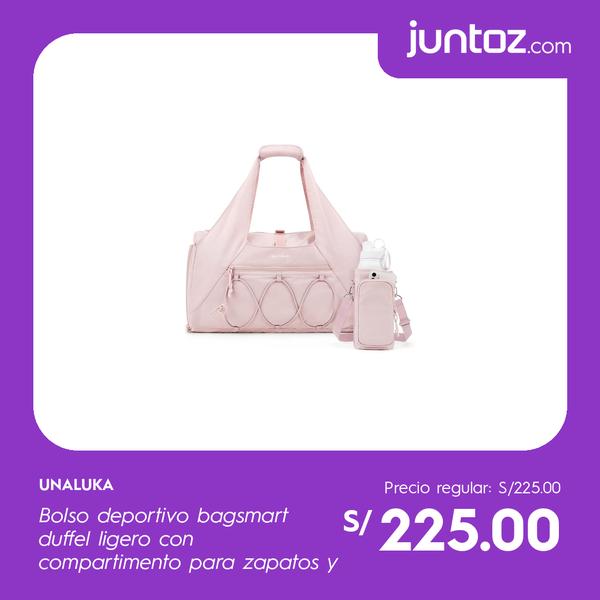 juntoz.com
UNALUKA
Bolso deportivo bagsmart
duffel ligero con
compartimento para zapatos y
Precio regular: S/225.00
S/ 225.00